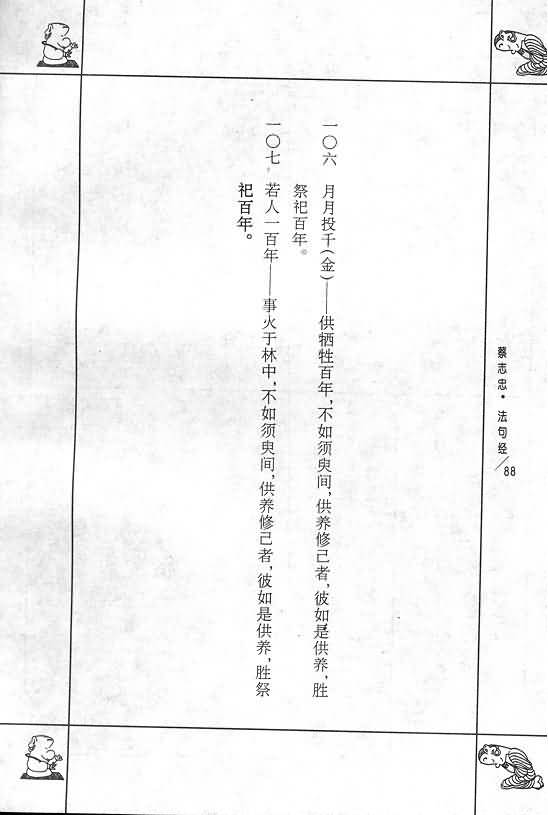 一〇六 月月投千(金)——供牺牲百年,不如须臾间,供养修己者,彼如是供养,胜
祭祀百年。
一〇七 若人一百年——事火于林中,不如须臾间,供养修己者,彼如是供养,胜祭
祀百年。
蔡志忠·法句经/88